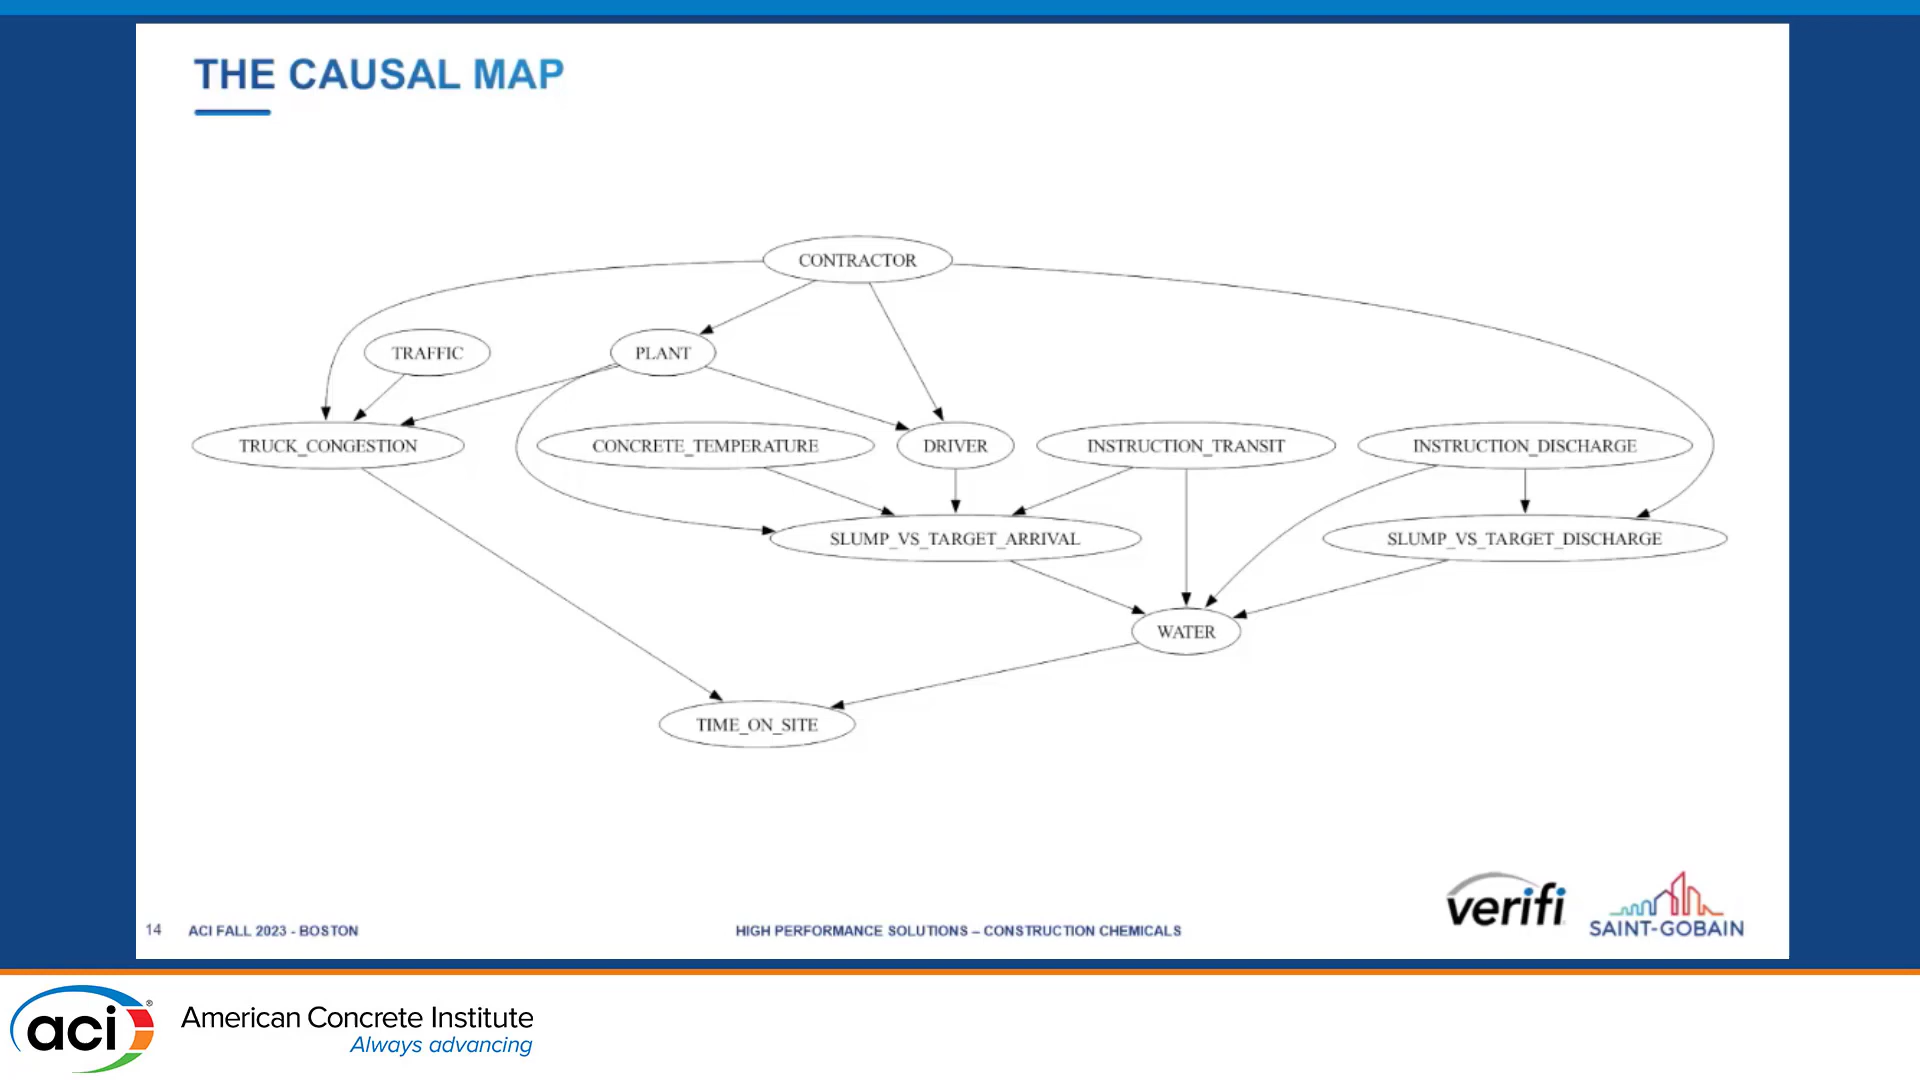 THE CAUSAL MAP
CONTRACTOR
TRAFFIC
PLANT
TRUCK_CONGESTION
CONCRETE_TEMPERATURE
DRIVER
INSTRUCTION_TRANSIT
INSTRUCTION_DISCHARGE
SLUMP_VS_TARGET_ARRIVAL
SLUMP_VS_TARGET_DISCHARGE
WATER
TIME_ON_SITE
verifi
SAINT-GOBAIN
14 ACI FALL 2023 - BOSTON
HIGH PERFORMANCE SOLUTIONS – CONSTRUCTION CHEMICALS
aci®
American Concrete Institute
Always advancing